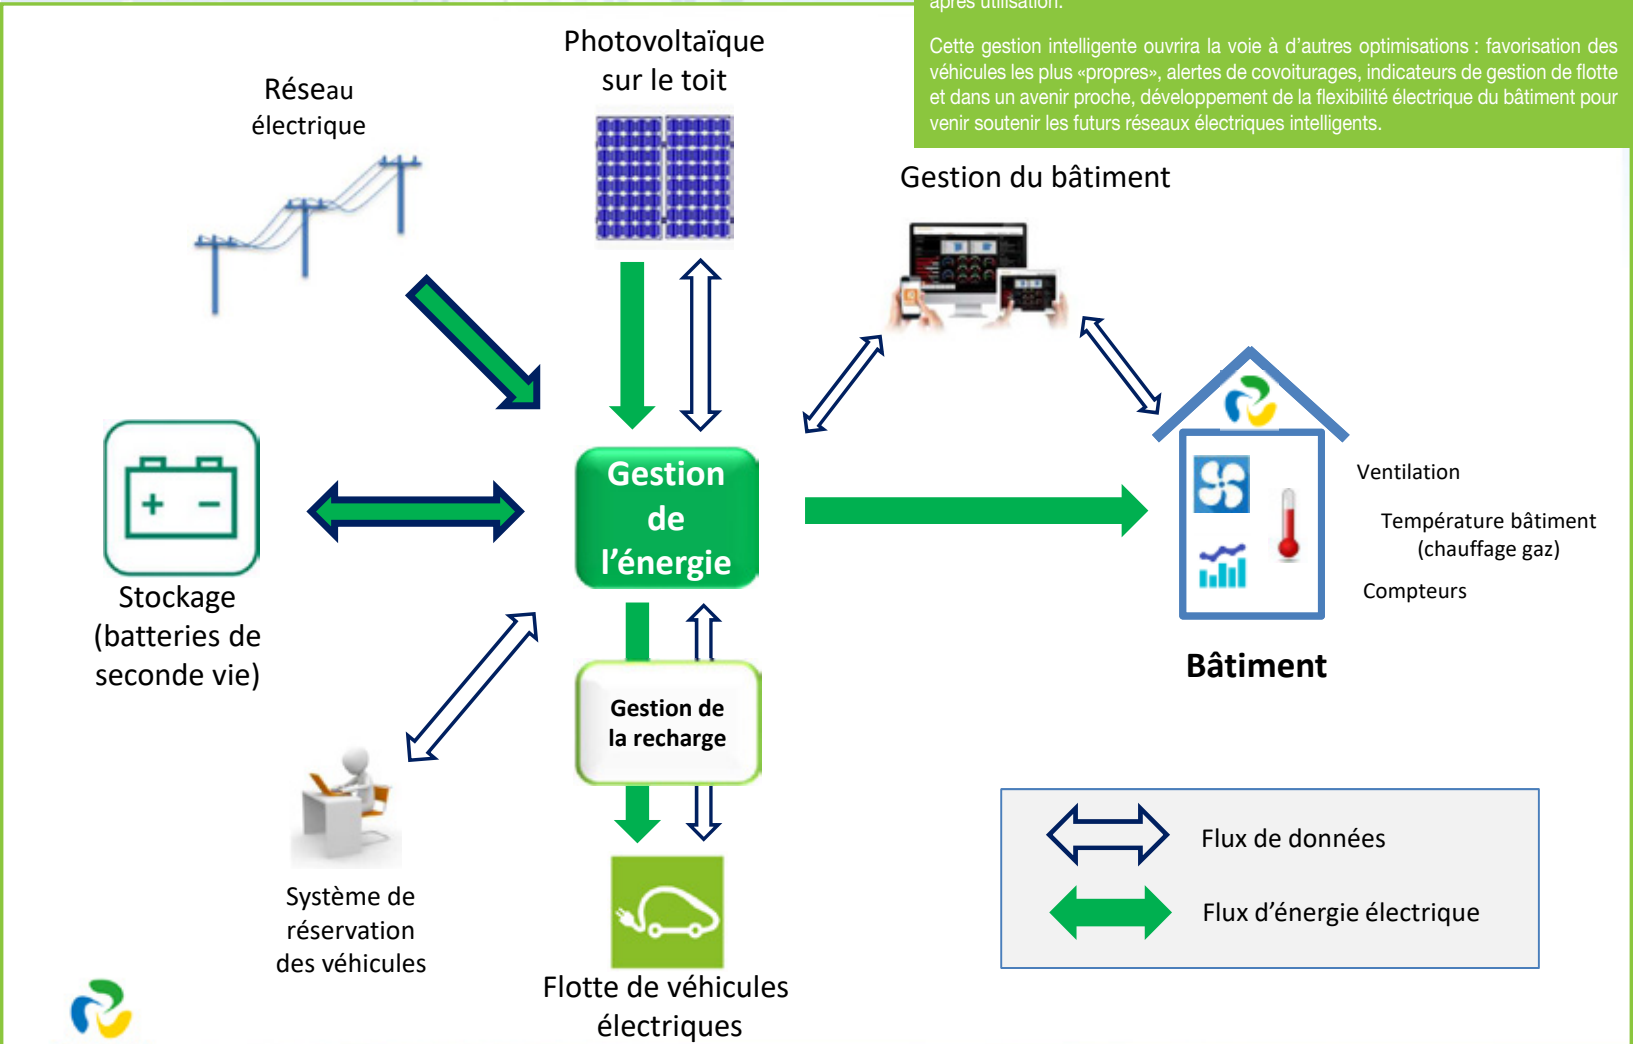 après utilisation.
Cette gestion intelligente ouvrira la voie à d'autres optimisations : favorisation des
véhicules les plus «propres», alertes de covoiturages, indicateurs de gestion de flotte
et dans un avenir proche, développement de la flexibilité électrique du bâtiment pour
venir soutenir les futurs réseaux électriques intelligents.
Photovoltaïque
sur le toit
Réseau
électrique
Gestion du bâtiment
Gestion
de
l'énergie
Ventilation
Température bâtiment
(chauffage gaz)
Compteurs
Bâtiment
Stockage
(batteries de
seconde vie)
Gestion de
la recharge
Système de
réservation
des véhicules
Flotte de véhicules
électriques
Flux de données
Flux d'énergie électrique